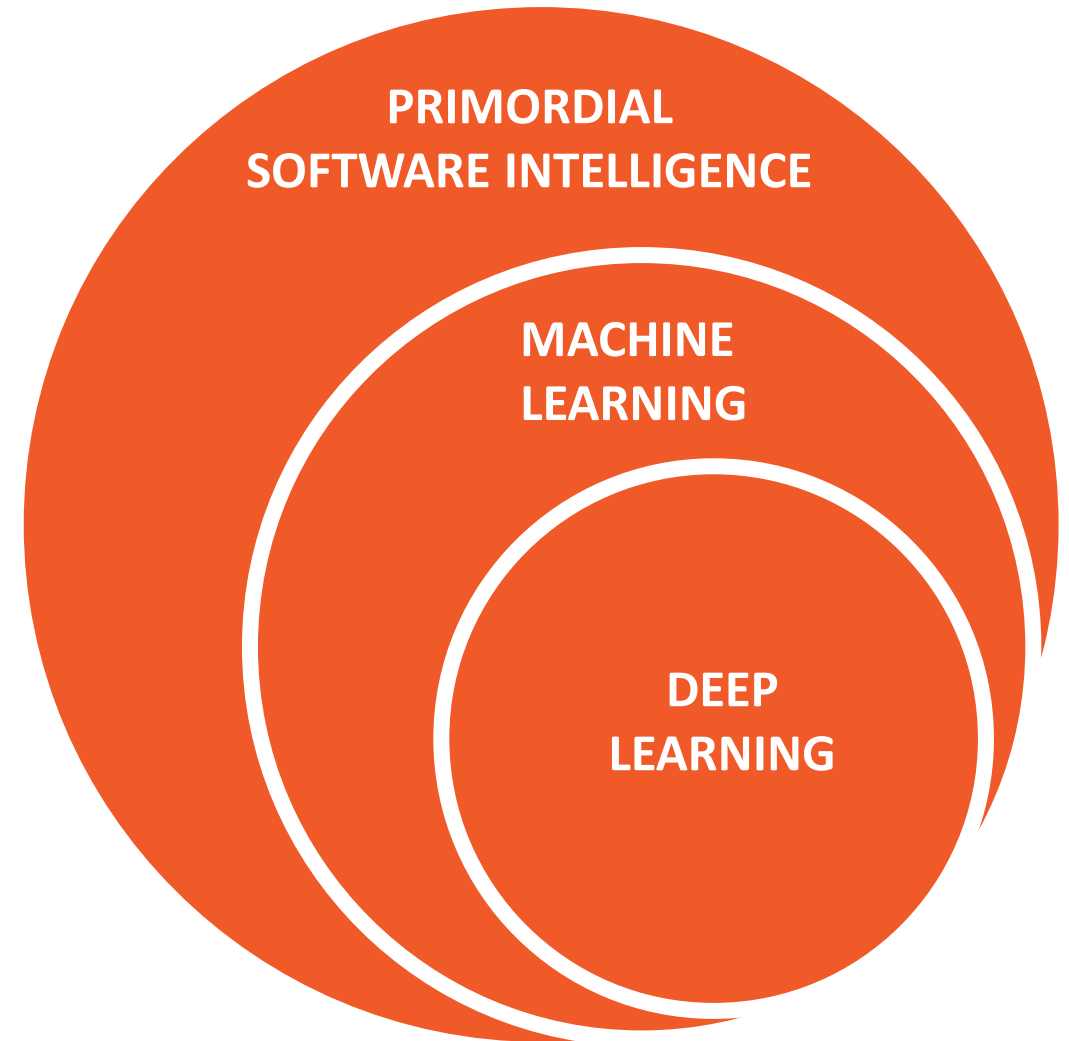 PRIMORDIAL
SOFTWARE INTELLIGENCE
MACHINE
LEARNING
DEEP
LEARNING